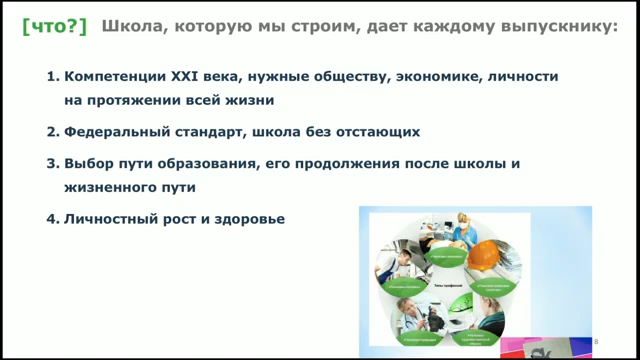 [что?] Школа, которую мы строим, дает каждому выпускнику:
1. Компетенции XXI века, нужные обществу, экономике, личности
на протяжении всей жизни
2. Федеральный стандарт, школа без отстающих
3. Выбор пути образования, его продолжения после школы и
жизненного пути
4. Личностный рост и здоровье
Типы профессий
8